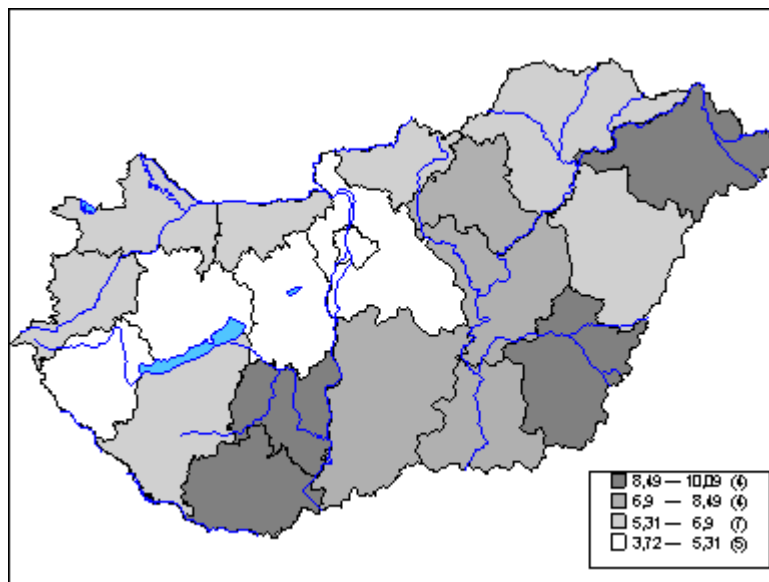 8,49 — 10,09 (4)
6,9 — 8,49 (4)
5,31 — 6,9 (7)
3,72 — 5,31 (5)